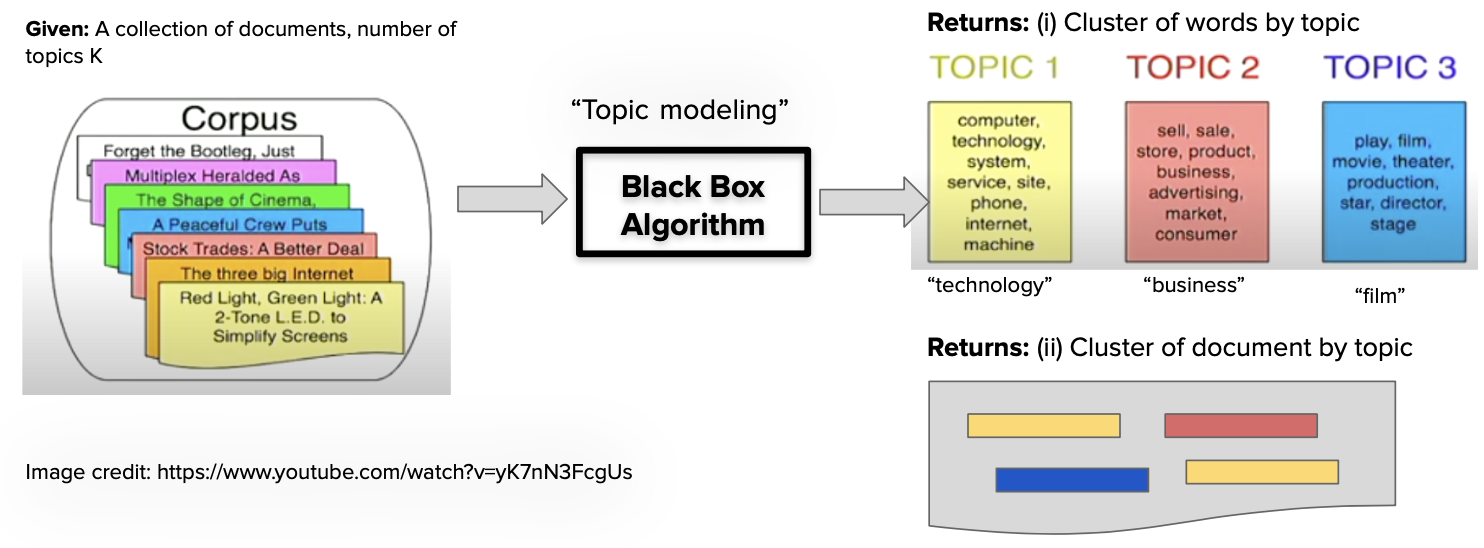 Given: A collection of documents, number of
topics K
Corpus
Forget the Bootleg, Just
Multiplex Heralded As
The Shape of Cinema,
A Peaceful Crew Puts
Stock Trades: A Better Deal
The three big Internet
Red Light, Green Light: A
2-Tone L.E.D. to
Simplify Screens
Image credit: https://www.youtube.com/watch?v=yK7nN3FcgUs
“Topic modeling”
Black Box
Algorithm
Returns: (i) Cluster of words by topic
TOPIC 1
computer,
technology,
system,
service, site,
phone,
internet,
machine
“technology”
TOPIC 2
sell, sale,
store, product,
business,
advertising,
market,
consumer
“business”
TOPIC 3
play, film,
movie, theater,
production,
star, director,
stage
“film”
Returns: (ii) Cluster of document by topic